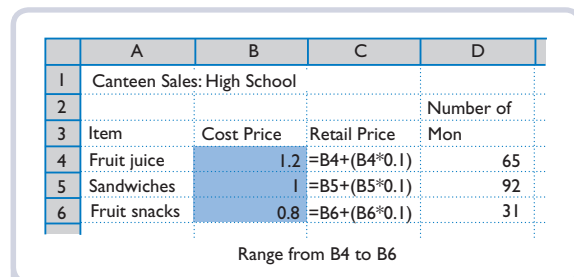 A B C D
1 Canteen Sales: High School
2 Number of
3 Item Cost Price Retail Price Mon
4 Fruit juice 1.2 =B4+(B4*0.1) 65
5 Sandwiches 1 =B5+(B5*0.1) 92
6 Fruit snacks 0.8 =B6+(B6*0.1) 31
Range from B4 to B6